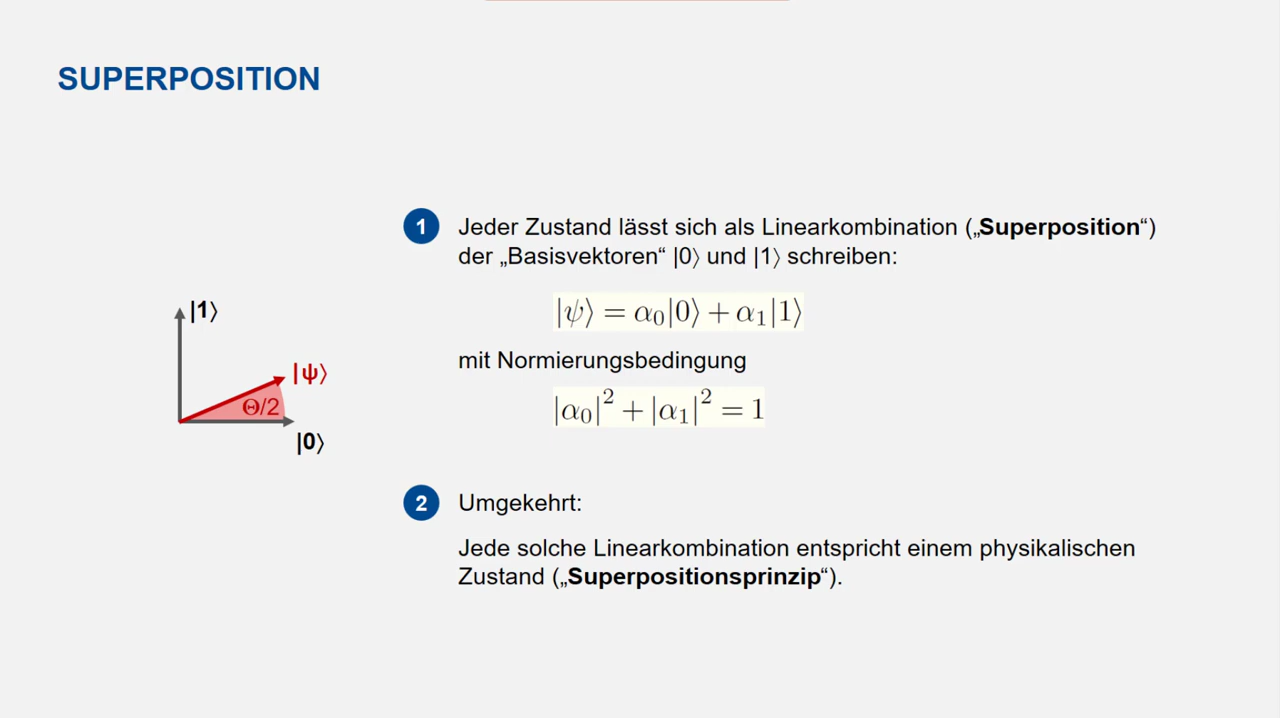 SUPERPOSITION
1 Jeder Zustand lässt sich als Linearkombination („Superposition“)
der „Basisvektoren“ |0⟩ und |1⟩ schreiben:
|ψ⟩ = α₀|0⟩ + α₁|1⟩
mit Normierungsbedingung
|α₀|² + |α₁|² = 1
|1⟩
|ψ⟩
Θ/2
|0⟩
2 Umgekehrt:
Jede solche Linearkombination entspricht einem physikalischen
Zustand („Superpositionsprinzip“).